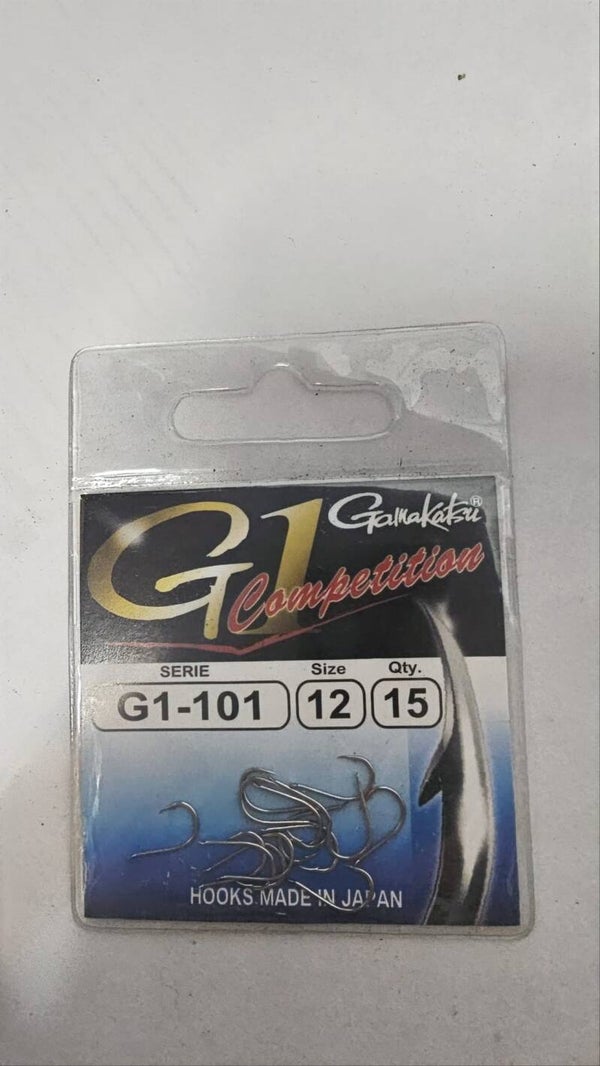 G1 Gamakatsu®
Competition
SERIE Size Qty.
G1-101 12 15
HOOKS MADE IN JAPAN